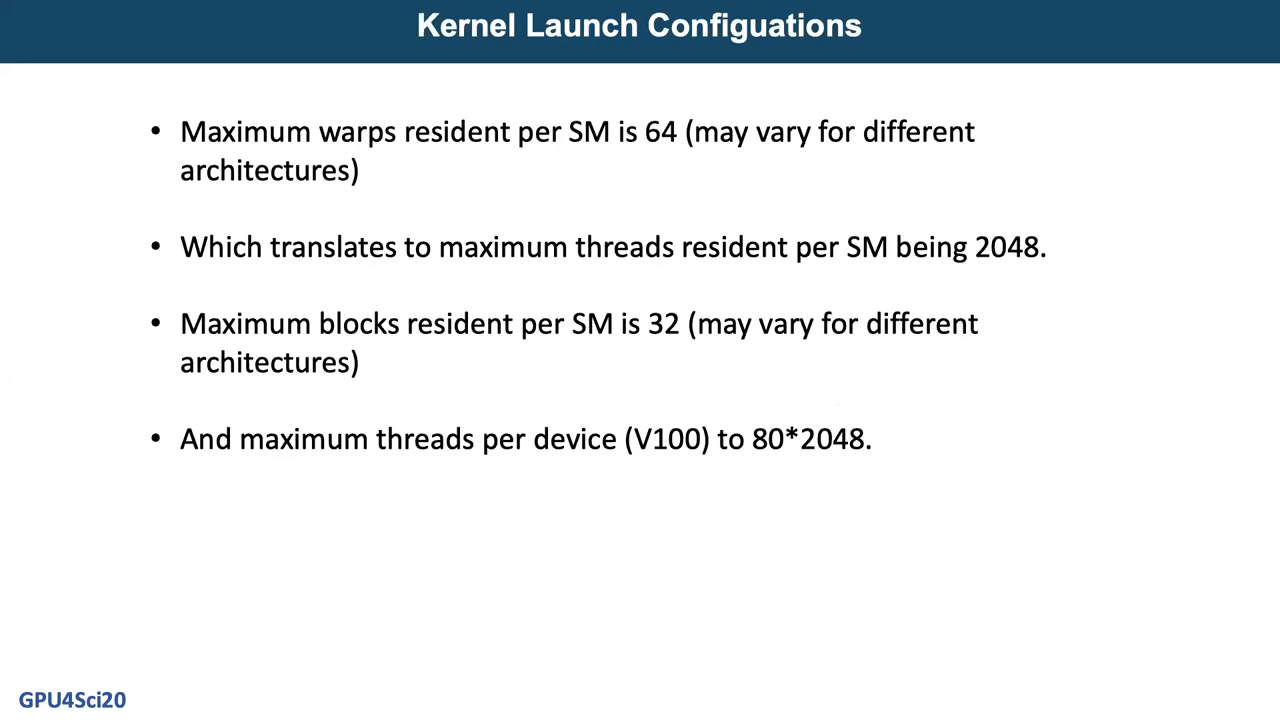 Kernel Launch Configuations
• Maximum warps resident per SM is 64 (may vary for different
architectures)
• Which translates to maximum threads resident per SM being 2048.
• Maximum blocks resident per SM is 32 (may vary for different
architectures)
• And maximum threads per device (V100) to 80*2048.
GPU4Sci20